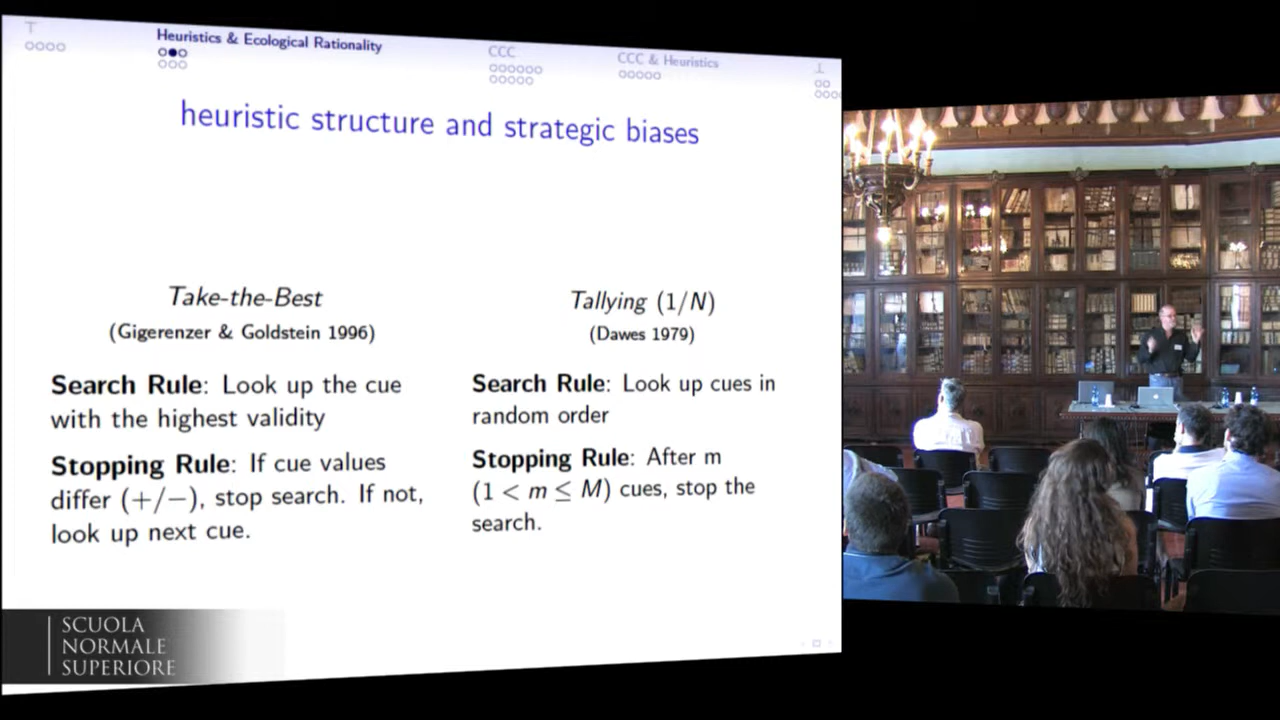 T
Heuristics & Ecological Rationality
CCC
CCC & Heuristics
heuristic structure and strategic biases
Take-the-Best
(Gigerenzer & Goldstein 1996)
Search Rule: Look up the cue
with the highest validity
Stopping Rule: If cue values
differ (+/−), stop search. If not,
look up next cue.
Tallying (1/N)
(Dawes 1979)
Search Rule: Look up cues in
random order
Stopping Rule: After m
(1 < m ≤ M) cues, stop the
search.
SCUOLA
NORMALE
SUPERIORE